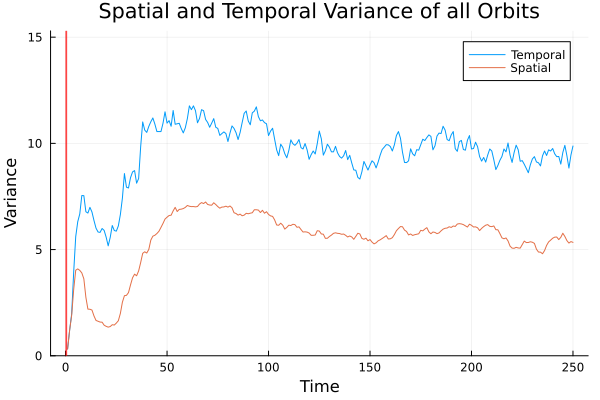 Spatial and Temporal Variance of all Orbits
15
Temporal
Spatial
10
Variance
5
0
0 50 100 150 200 250
Time